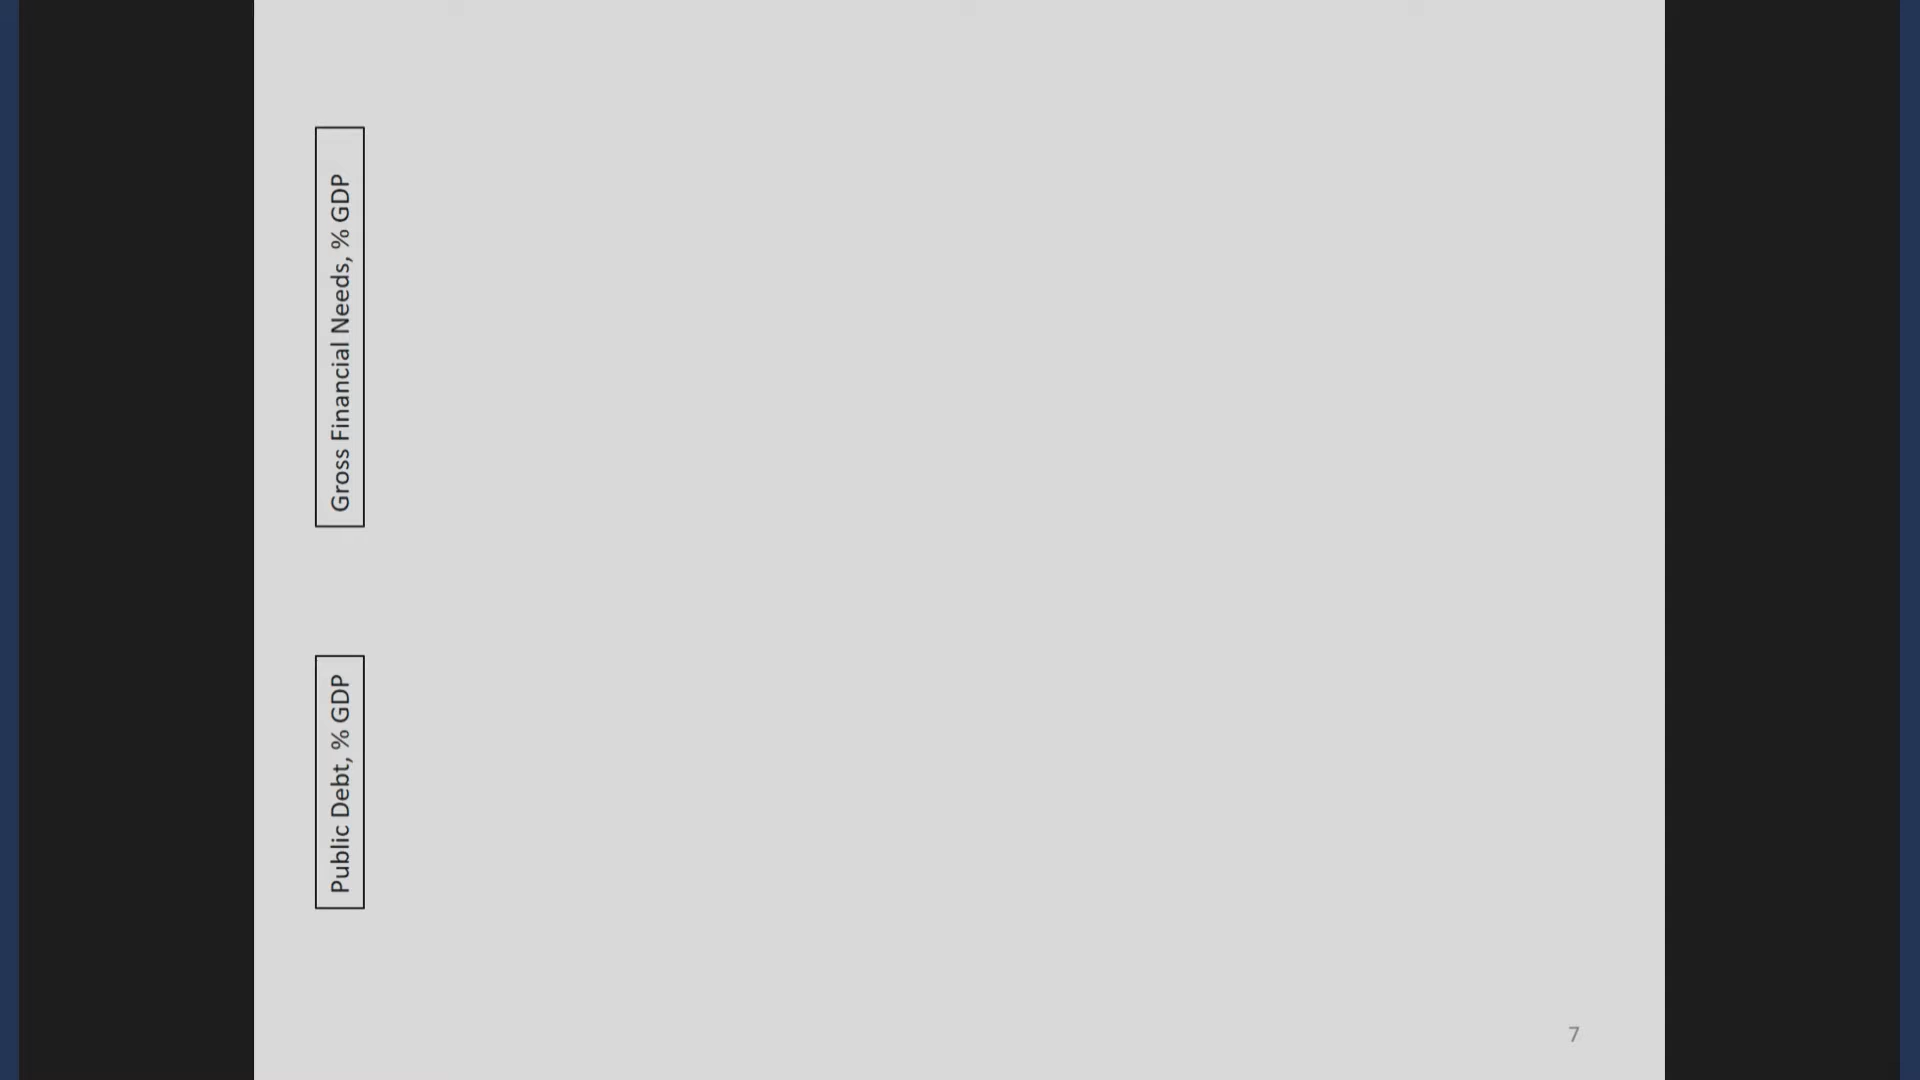 Gross Financial Needs, % GDP
Public Debt, % GDP
7